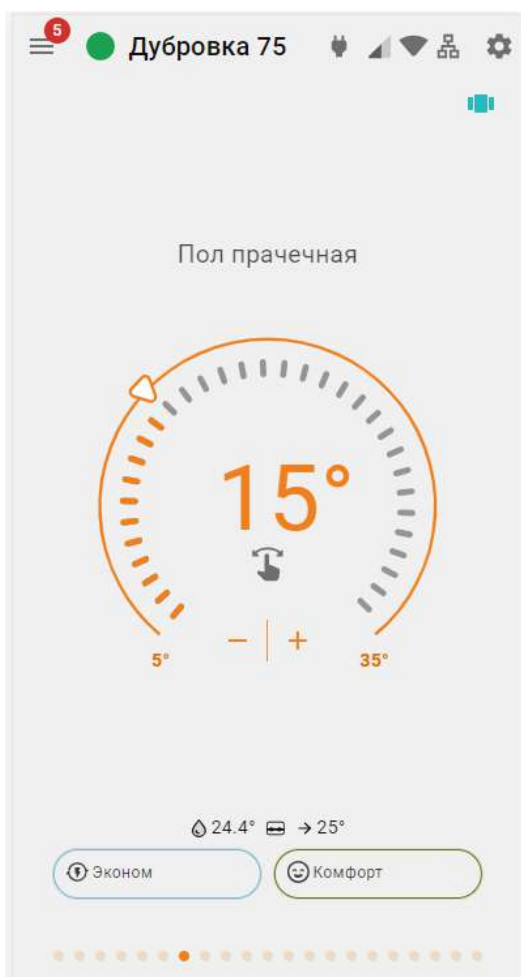 5
Дубровка 75
Пол прачечная
15°
− | +
5° 35°
24.4° → 25°
Эконом
Комфорт